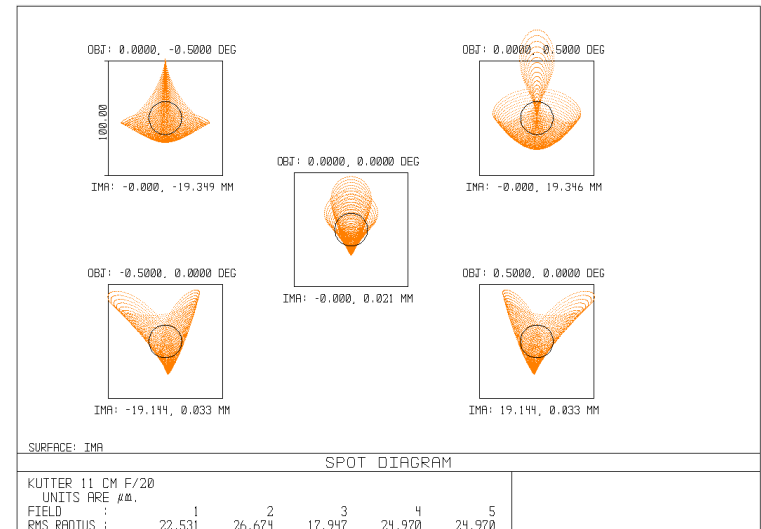 OBJ: 0.0000, -0.5000 DEG
OBJ: 0.0000, 0.5000 DEG
100.00
IMA: -0.000, -19.349 MM
IMA: -0.000, 19.346 MM
OBJ: 0.0000, 0.0000 DEG
IMA: -0.000, 0.021 MM
OBJ: -0.5000, 0.0000 DEG
OBJ: 0.5000, 0.0000 DEG
IMA: -19.144, 0.033 MM
IMA: 19.144, 0.033 MM
SURFACE: IMA
SPOT DIAGRAM
KUTTER 11 CM F/20
UNITS ARE µm.
FIELD : 1 2 3 4 5
RMS RADIUS : 22.531 26.674 17.947 24.970 24.970